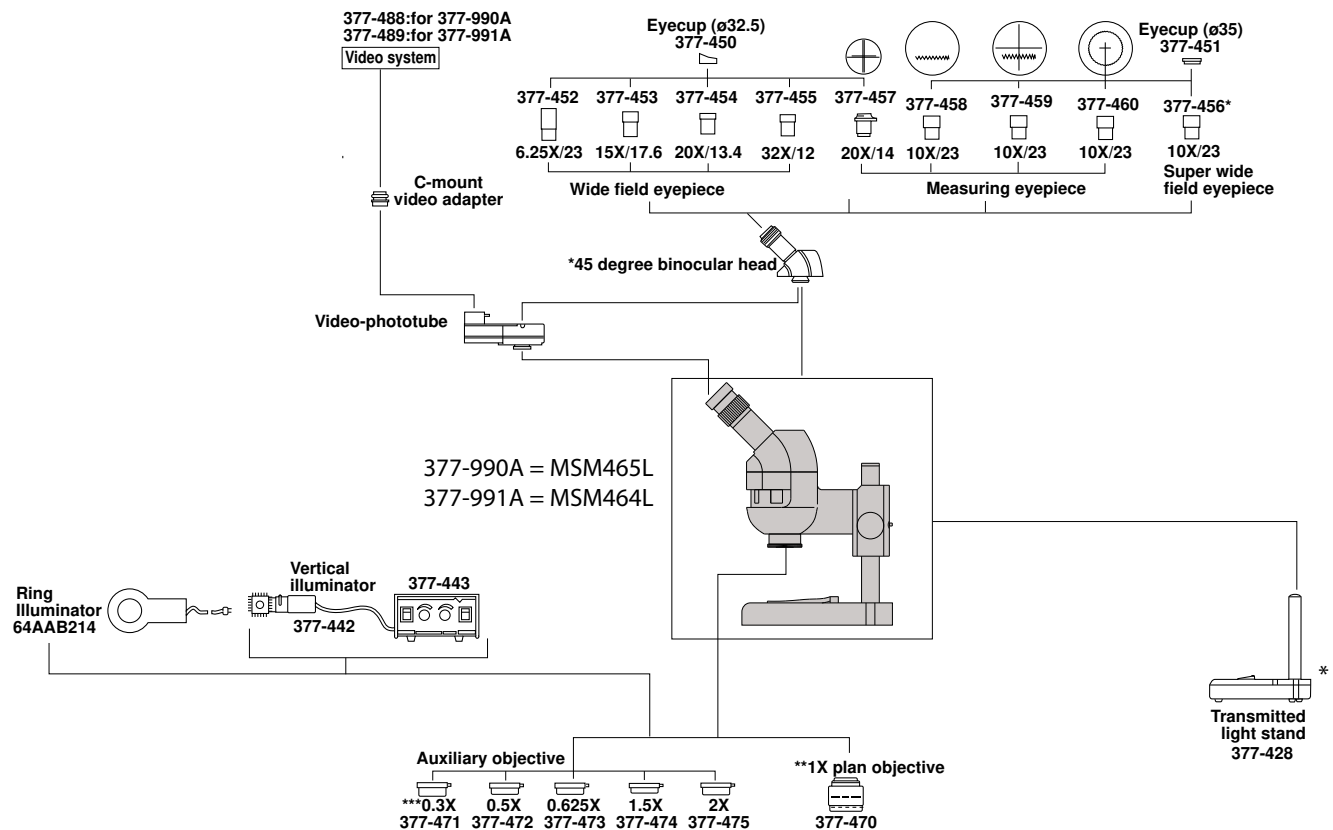 377-488:for 377-990A
377-489:for 377-991A
Video system
Eyecup (ø32.5)
377-450
Eyecup (ø35)
377-451
377-452 377-453 377-454 377-455 377-457 377-458 377-459 377-460 377-456*
6.25X/23 15X/17.6 20X/13.4 32X/12 20X/14 10X/23 10X/23 10X/23 10X/23
Wide field eyepiece
Measuring eyepiece
Super wide
field eyepiece
C-mount
video adapter
*45 degree binocular head
Video-phototube
377-990A = MSM465L
377-991A = MSM464L
Ring
Illuminator
64AAB214
Vertical
illuminator
377-442
377-443
*
Transmitted
light stand
377-428
Auxiliary objective
***0.3X 0.5X 0.625X 1.5X 2X
377-471 377-472 377-473 377-474 377-475
**1X plan objective
377-470